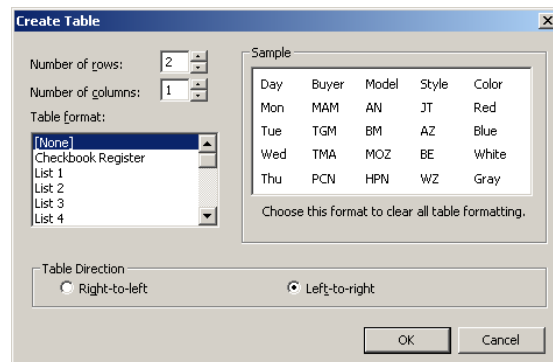 Create Table
Number of rows: 2
Number of columns: 1
Table format:
[None]
Checkbook Register
List 1
List 2
List 3
List 4
Sample
Day Buyer Model Style Color
Mon MAM AN JT Red
Tue TGM BM AZ Blue
Wed TMA MOZ BE White
Thu PCN HPN WZ Gray
Choose this format to clear all table formatting.
Table Direction
Right-to-left Left-to-right
OK Cancel